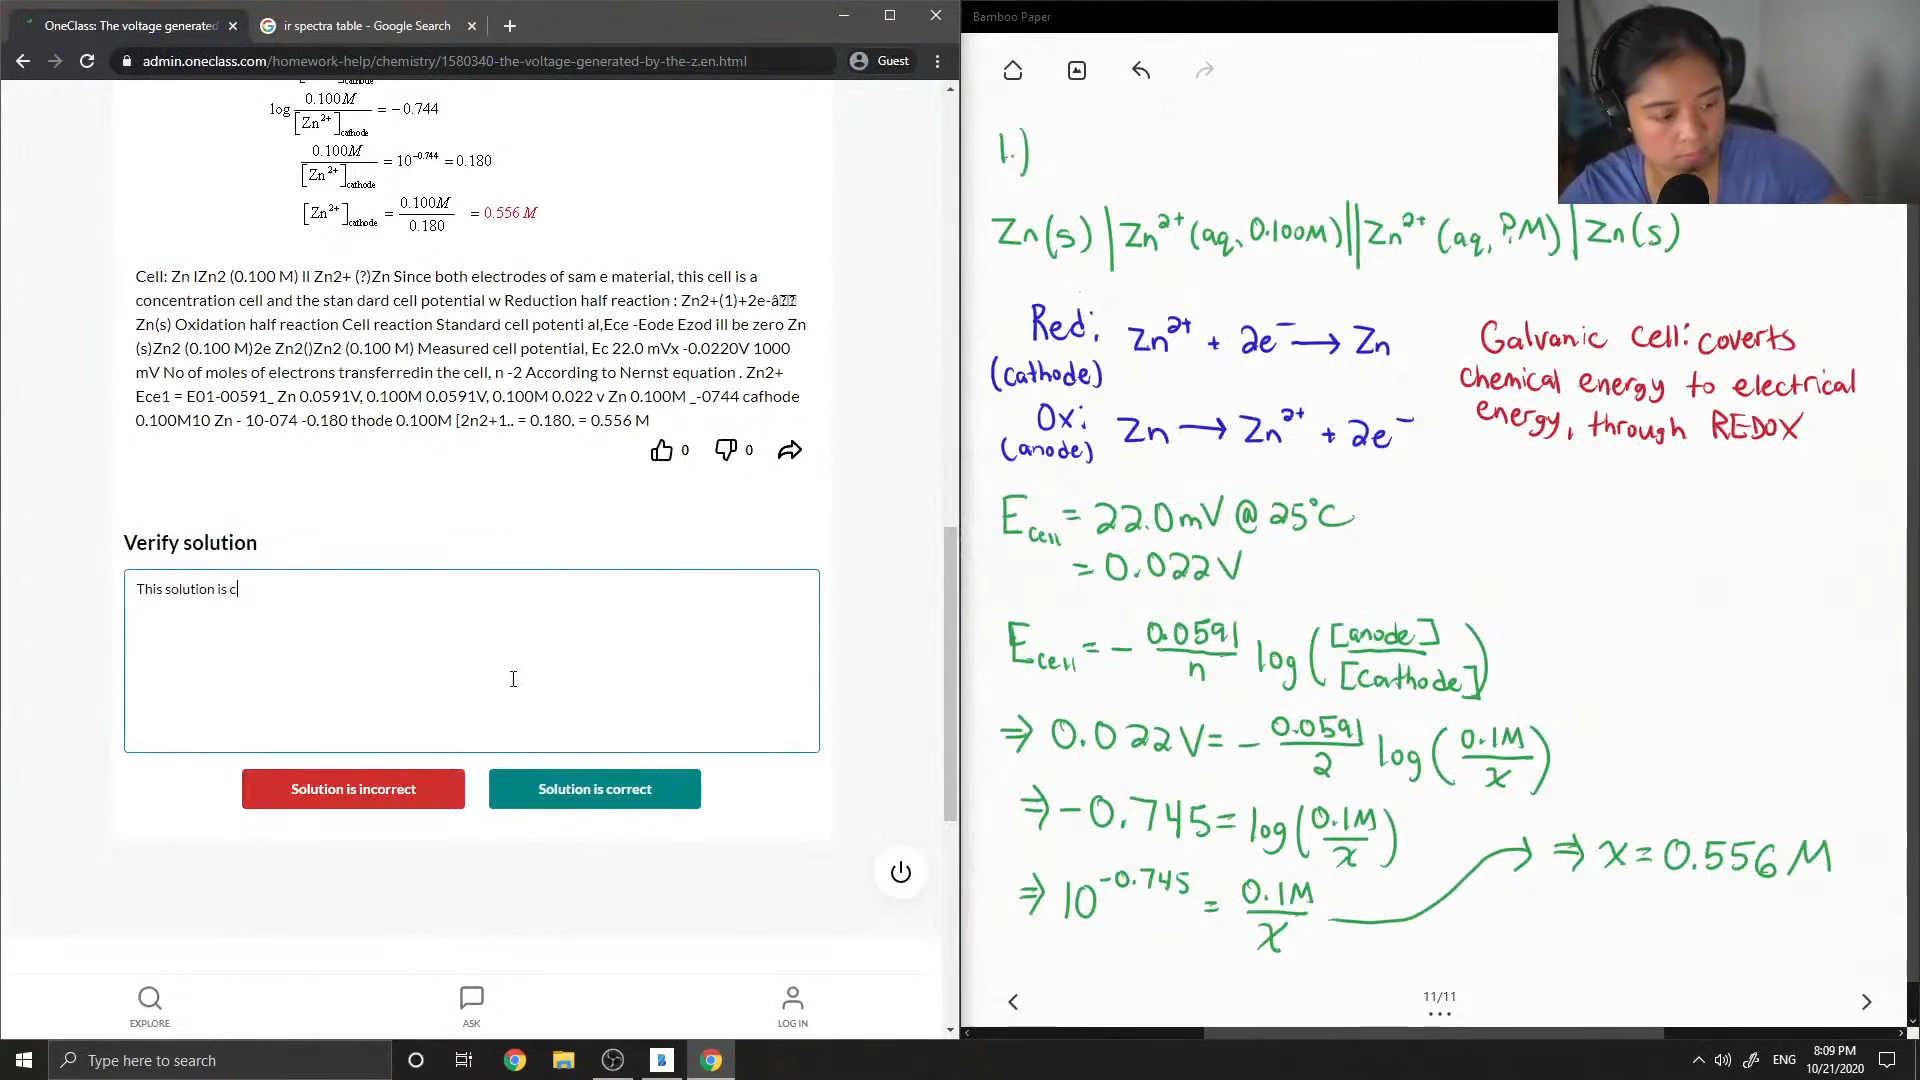 OneClass: The voltage generated
ir spectra table - Google Search
admin.oneclass.com/homework-help/chemistry/1580340-the-voltage-generated-by-the-z.en.html
Guest
log 0.100M / [Zn2+]cathode = -0.744
0.100M / [Zn2+]cathode = 10^-0.744 = 0.180
[Zn2+]cathode = 0.100M / 0.180 = 0.556 M
Cell: Zn lZn2 (0.100 M) ll Zn2+ (?)Zn Since both electrodes of sam e material, this cell is a
concentration cell and the stan dard cell potential w Reduction half reaction : Zn2+(1)+2e-â
Zn(s) Oxidation half reaction Cell reaction Standard cell potenti al,Ece -Eode Ezod ill be zero Zn
(s)Zn2 (0.100 M)2e Zn2()Zn2 (0.100 M) Measured cell potential, Ec 22.0 mVx -0.0220V 1000
mV No of moles of electrons transferredin the cell, n -2 According to Nernst equation . Zn2+
Ece1 = E01-00591_ Zn 0.0591V, 0.100M 0.0591V, 0.100M 0.022 v Zn 0.100M _-0744 cafhode
0.100M10 Zn - 10-074 -0.180 thode 0.100M [2n2+1.. = 0.180. = 0.556 M
0
0
Verify solution
This solution is c
Solution is incorrect
Solution is correct
EXPLORE
ASK
LOG IN
Bamboo Paper
1.)
Zn(s) | Zn2+ (aq, 0.100M) || Zn2+ (aq, ?M) | Zn(s)
Red: Zn2+ + 2e- → Zn
(cathode)
Ox: Zn → Zn2+ + 2e-
(anode)
Galvanic cell: coverts
chemical energy to electrical
energy, through REDOX
Ecell = 22.0mV @ 25°C
= 0.022V
Ecell = - 0.0591 / n log ([anode] / [cathode])
⇒ 0.022V = - 0.0591 / 2 log (0.1M / x)
⇒ -0.745 = log (0.1M / x)
⇒ 10^-0.745 = 0.1M / x
⇒ x = 0.556 M
11/11
Type here to search
B
ENG
8:09 PM
10/21/2020